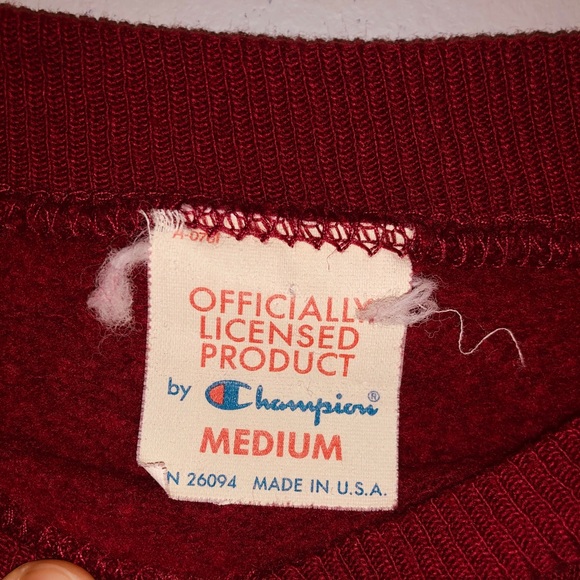 OFFICIALLY
LICENSED
PRODUCT
by Champion®
MEDIUM
N 26094 MADE IN U.S.A.